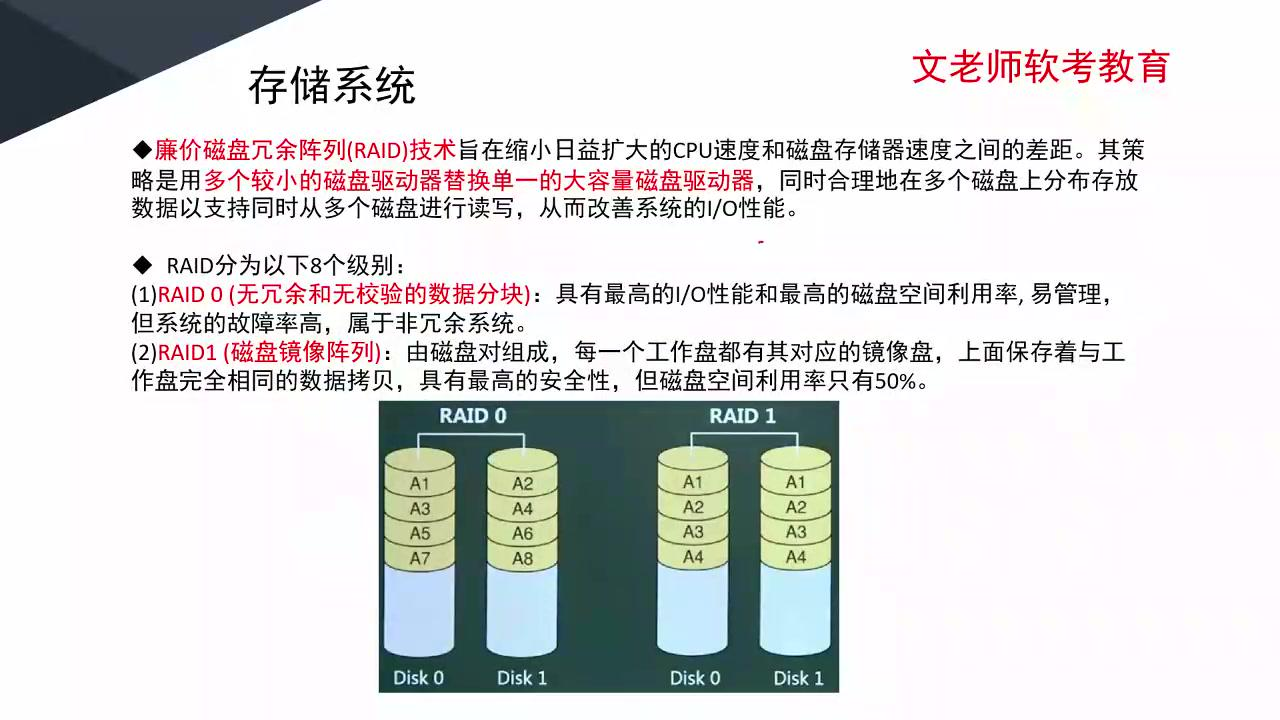 存储系统
文老师软考教育
◆廉价磁盘冗余阵列(RAID)技术旨在缩小日益扩大的CPU速度和磁盘存储器速度之间的差距。其策
略是用多个较小的磁盘驱动器替换单一的大容量磁盘驱动器，同时合理地在多个磁盘上分布存放
数据以支持同时从多个磁盘进行读写，从而改善系统的I/O性能。
◆ RAID分为以下8个级别：
(1)RAID 0 (无冗余和无校验的数据分块)：具有最高的I/O性能和最高的磁盘空间利用率, 易管理，
但系统的故障率高，属于非冗余系统。
(2)RAID1 (磁盘镜像阵列)：由磁盘对组成，每一个工作盘都有其对应的镜像盘，上面保存着与工
作盘完全相同的数据拷贝，具有最高的安全性，但磁盘空间利用率只有50%。
RAID 0 RAID 1
A1 A2 A1 A1
A3 A4 A2 A2
A5 A6 A3 A3
A7 A8 A4 A4
Disk 0 Disk 1 Disk 0 Disk 1